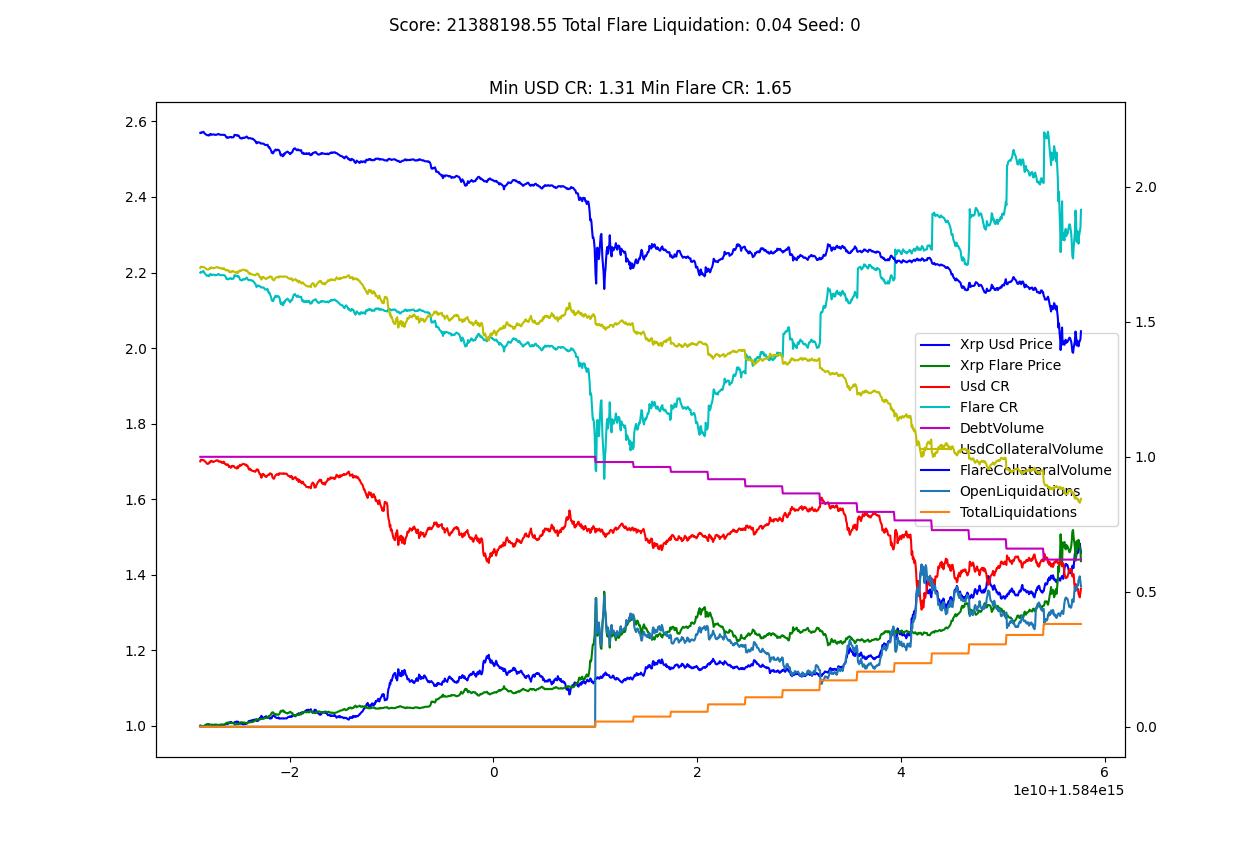 Score: 21388198.55 Total Flare Liquidation: 0.04 Seed: 0
Min USD CR: 1.31 Min Flare CR: 1.65
2.6
2.4
2.2
2.0
1.8
1.6
1.4
1.2
1.0
2.0
1.5
1.0
0.5
0.0
Xrp Usd Price
Xrp Flare Price
Usd CR
Flare CR
DebtVolume
UsdCollateralVolume
FlareCollateralVolume
OpenLiquidations
TotalLiquidations
−2 0 2 4 6
1e10+1.584e15